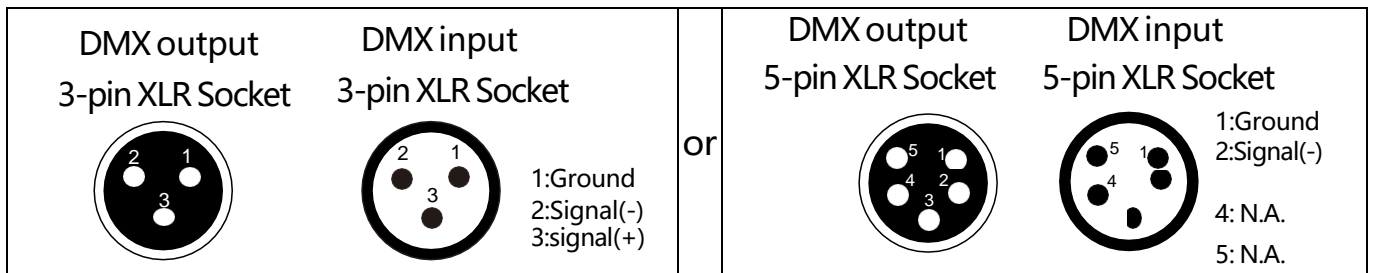 DMX output
3-pin XLR Socket
2 1
3
DMX input
3-pin XLR Socket
2 1
3
1:Ground
2:Signal(-)
3:signal(+)
or
DMX output
5-pin XLR Socket
5 1
4 2
3
DMX input
5-pin XLR Socket
5 1
4
1:Ground
2:Signal(-)
4: N.A.
5: N.A.